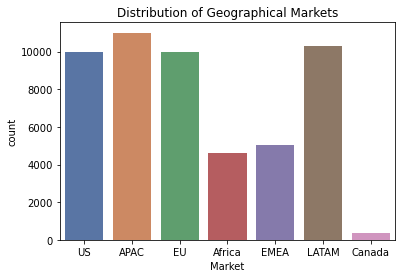 Distribution of Geographical Markets
count
10000
8000
6000
4000
2000
0
US APAC EU Africa EMEA LATAM Canada
Market